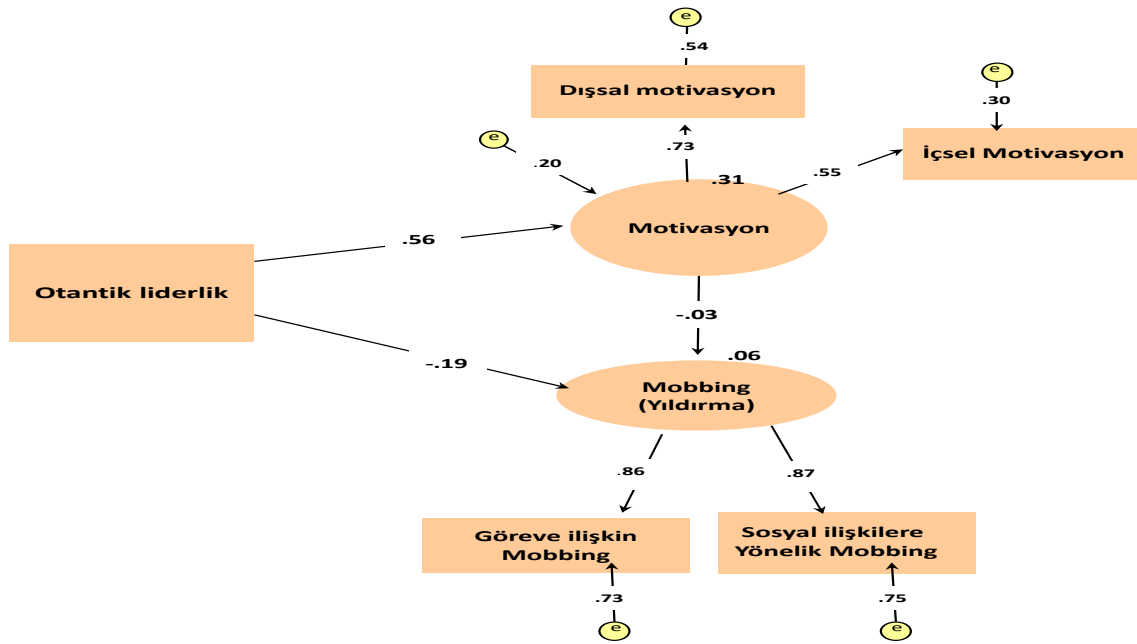 e
.54
Dışsal motivasyon
e
.30
İçsel Motivasyon
e
.20
.73
.31
.55
Motivasyon
.56
Otantik liderlik
-.03
-.19
.06
Mobbing
(Yıldırma)
.86
.87
Göreve ilişkin
Mobbing
Sosyal ilişkilere
Yönelik Mobbing
.73
.75
e
e